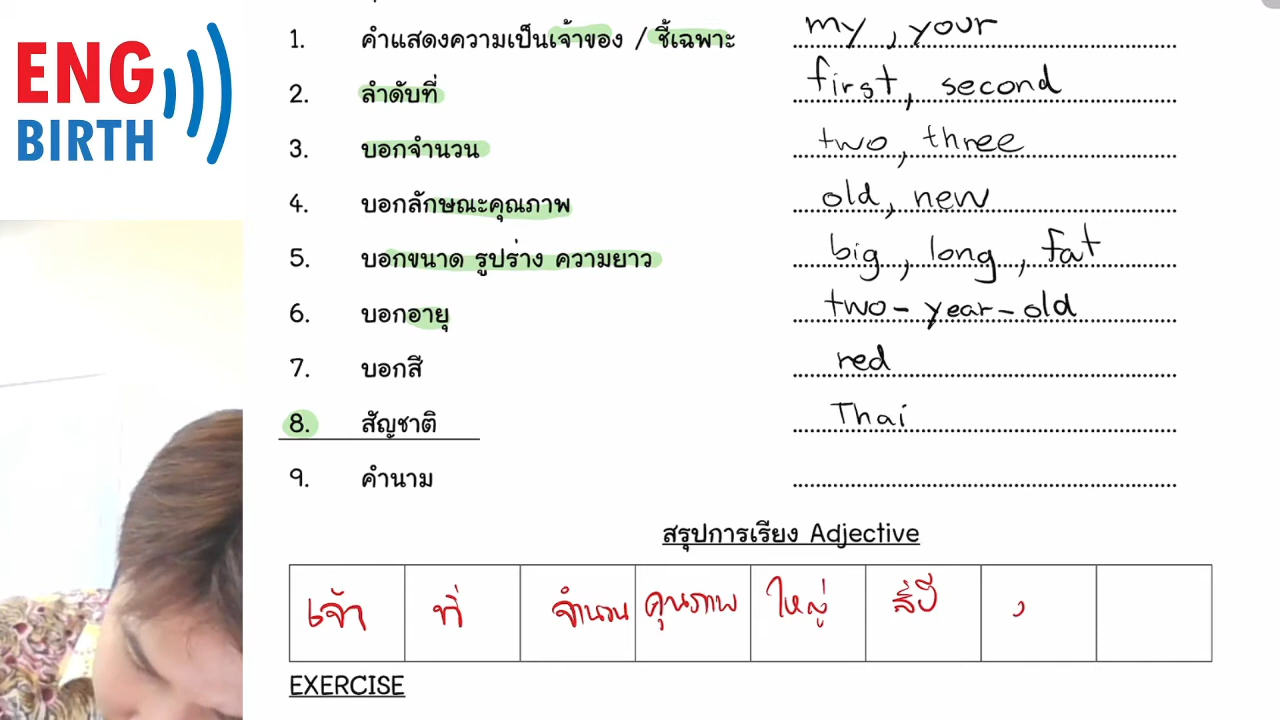 ENG
BIRTH
1. คำแสดงความเป็นเจ้าของ / ชี้เฉพาะ my , your
2. ลำดับที่ first, second
3. บอกจำนวน two, three
4. บอกลักษณะคุณภาพ old, new
5. บอกขนาด รูปร่าง ความยาว big, long, fat
6. บอกอายุ two-year-old
7. บอกสี red
8. สัญชาติ Thai
9. คำนาม
สรุปการเรียง Adjective
เจ้า ที่ จำนวน คุณภาพ ใหญ่
EXERCISE